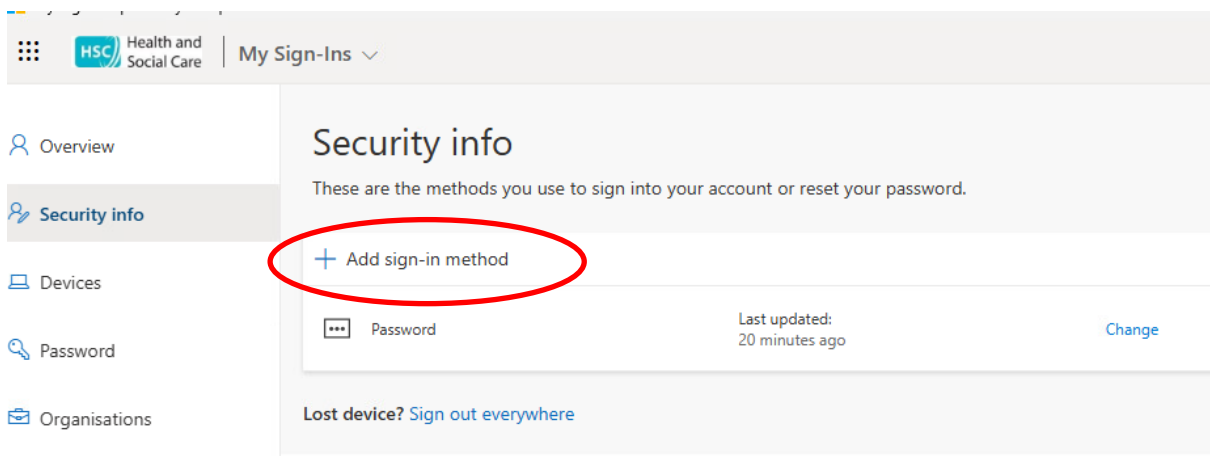 HSC Health and
Social Care
My Sign-Ins
Overview
Security info
Devices
Password
Organisations
Security info
These are the methods you use to sign into your account or reset your password.
Add sign-in method
Password
Last updated:
20 minutes ago
Change
Lost device? Sign out everywhere